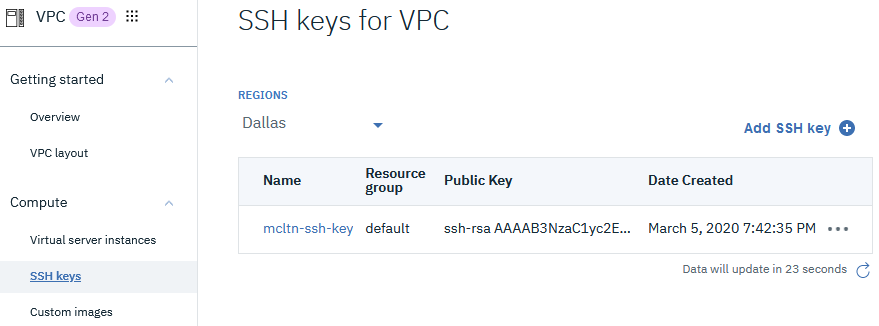 VPC Gen 2
Getting started
Overview
VPC layout
Compute
Virtual server instances
SSH keys
Custom images
SSH keys for VPC
REGIONS
Dallas
Add SSH key
Name Resource group Public Key Date Created
mcltn-ssh-key default ssh-rsa AAAAB3NzaC1yc2E... March 5, 2020 7:42:35 PM
Data will update in 23 seconds